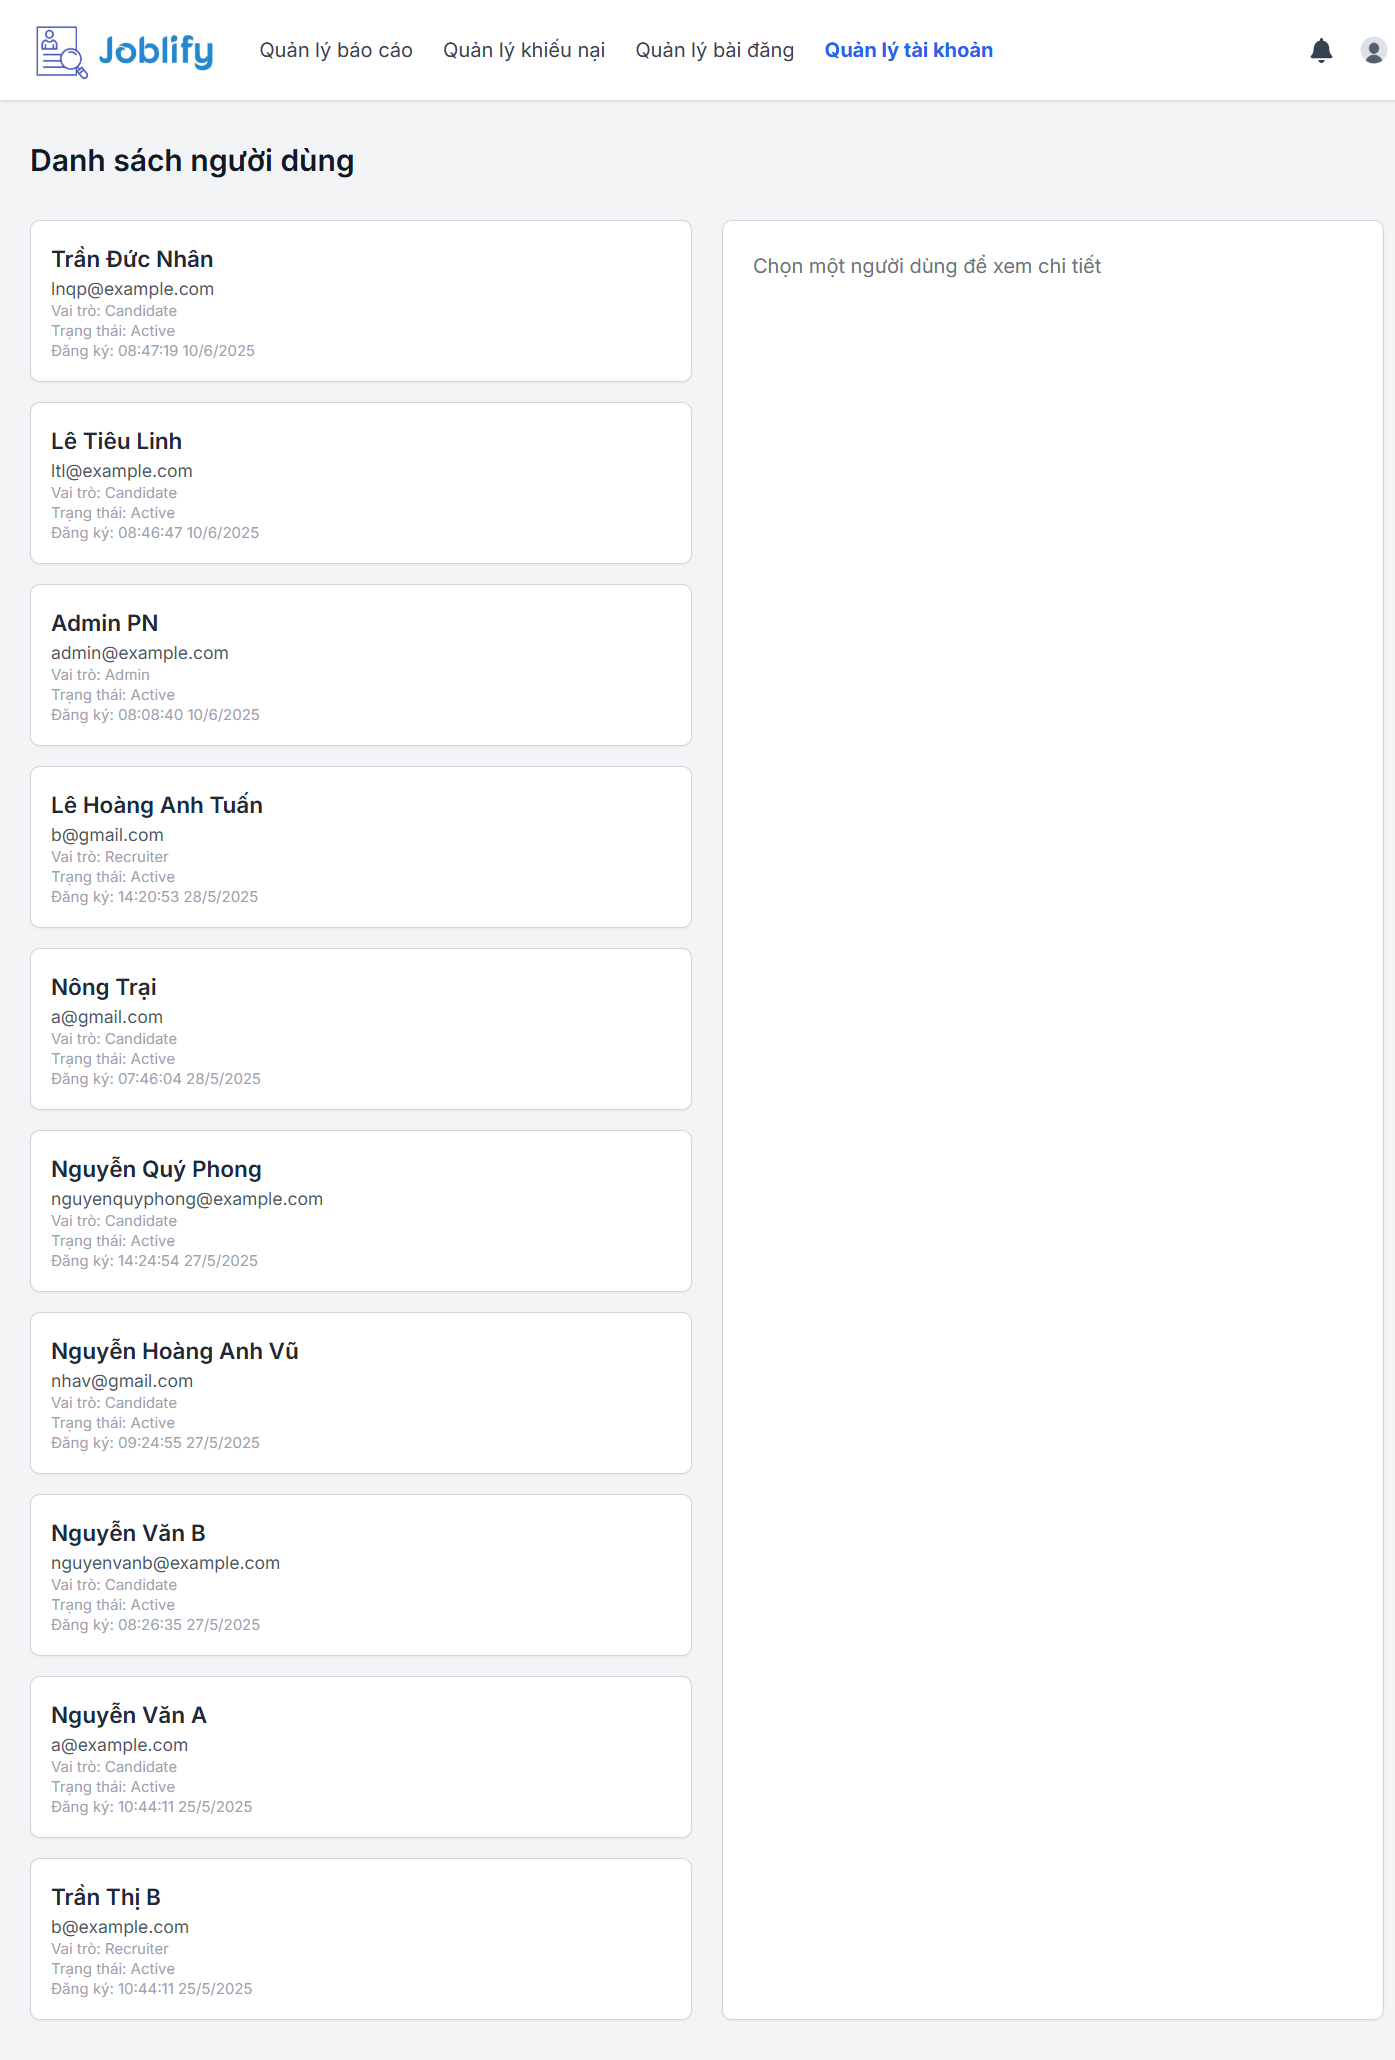 Joblify
Quản lý báo cáo
Quản lý khiếu nại
Quản lý bài đăng
Quản lý tài khoản
Danh sách người dùng
Trần Đức Nhân
lnqp@example.com
Vai trò: Candidate
Trạng thái: Active
Đăng ký: 08:47:19 10/6/2025
Lê Tiêu Linh
ltl@example.com
Vai trò: Candidate
Trạng thái: Active
Đăng ký: 08:46:47 10/6/2025
Admin PN
admin@example.com
Vai trò: Admin
Trạng thái: Active
Đăng ký: 08:08:40 10/6/2025
Lê Hoàng Anh Tuấn
b@gmail.com
Vai trò: Recruiter
Trạng thái: Active
Đăng ký: 14:20:53 28/5/2025
Nông Trại
a@gmail.com
Vai trò: Candidate
Trạng thái: Active
Đăng ký: 07:46:04 28/5/2025
Nguyễn Quý Phong
nguyenquyphong@example.com
Vai trò: Candidate
Trạng thái: Active
Đăng ký: 14:24:54 27/5/2025
Nguyễn Hoàng Anh Vũ
nhav@gmail.com
Vai trò: Candidate
Trạng thái: Active
Đăng ký: 09:24:55 27/5/2025
Nguyễn Văn B
nguyenvanb@example.com
Vai trò: Candidate
Trạng thái: Active
Đăng ký: 08:26:35 27/5/2025
Nguyễn Văn A
a@example.com
Vai trò: Candidate
Trạng thái: Active
Đăng ký: 10:44:11 25/5/2025
Trần Thị B
b@example.com
Vai trò: Recruiter
Trạng thái: Active
Đăng ký: 10:44:11 25/5/2025
Chọn một người dùng để xem chi tiết